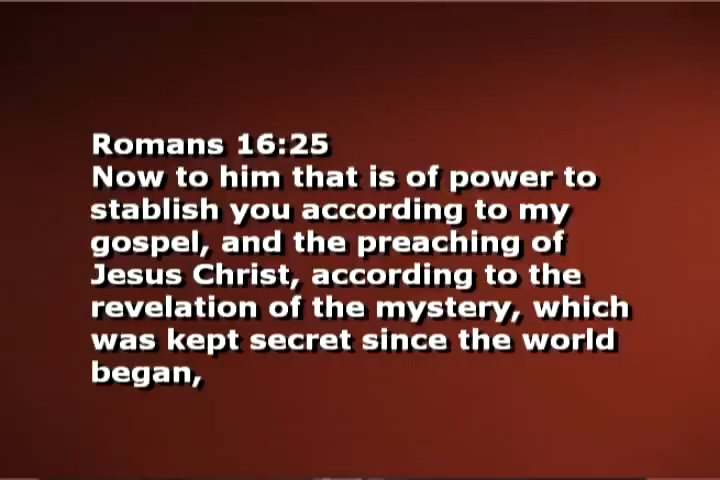 Romans 16:25
Now to him that is of power to
stablish you according to my
gospel, and the preaching of
Jesus Christ, according to the
revelation of the mystery, which
was kept secret since the world
began,